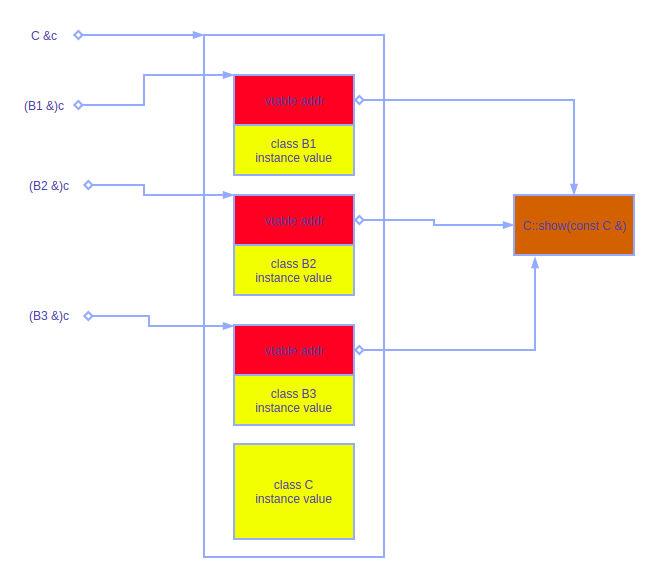 C &c
(B1 &)c
vtable addr
class B1
instance value
(B2 &)c
vtable addr
C::show(const C &)
class B2
instance value
(B3 &)c
vtable addr
class B3
instance value
class C
instance value